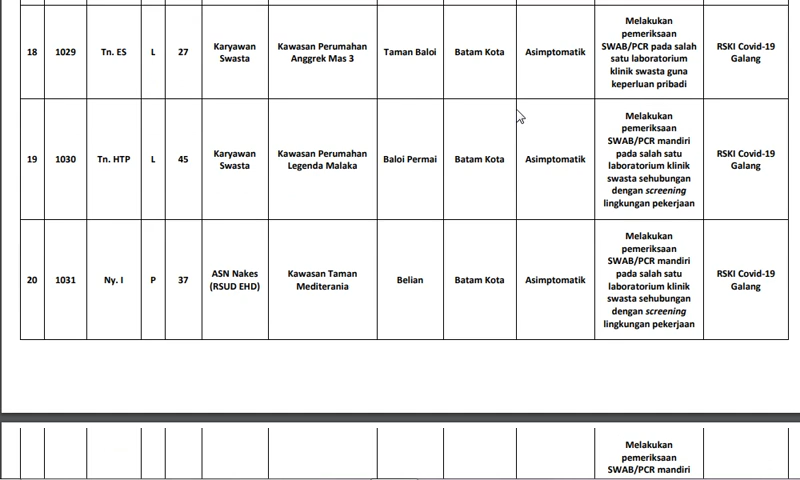 18 1029 Tn. ES L 27 Karyawan Swasta Kawasan Perumahan Anggrek Mas 3 Taman Baloi Batam Kota Asimptomatik
Melakukan
pemeriksaan
SWAB/PCR pada salah
satu laboratorium
klinik swasta guna
keperluan pribadi
RSKI Covid-19
Galang
19 1030 Tn. HTP L 45 Karyawan Swasta Kawasan Perumahan Legenda Malaka Baloi Permai Batam Kota Asimptomatik
Melakukan
pemeriksaan
SWAB/PCR mandiri
pada salah satu
laboratorium klinik
swasta sehubungan
dengan screening
lingkungan pekerjaan
RSKI Covid-19
Galang
20 1031 Ny. I P 37 ASN Nakes (RSUD EHD) Kawasan Taman Mediterania Belian Batam Kota Asimptomatik
Melakukan
pemeriksaan
SWAB/PCR mandiri
pada salah satu
laboratorium klinik
swasta sehubungan
dengan screening
lingkungan pekerjaan
RSKI Covid-19
Galang
Melakukan
pemeriksaan
SWAB/PCR mandiri